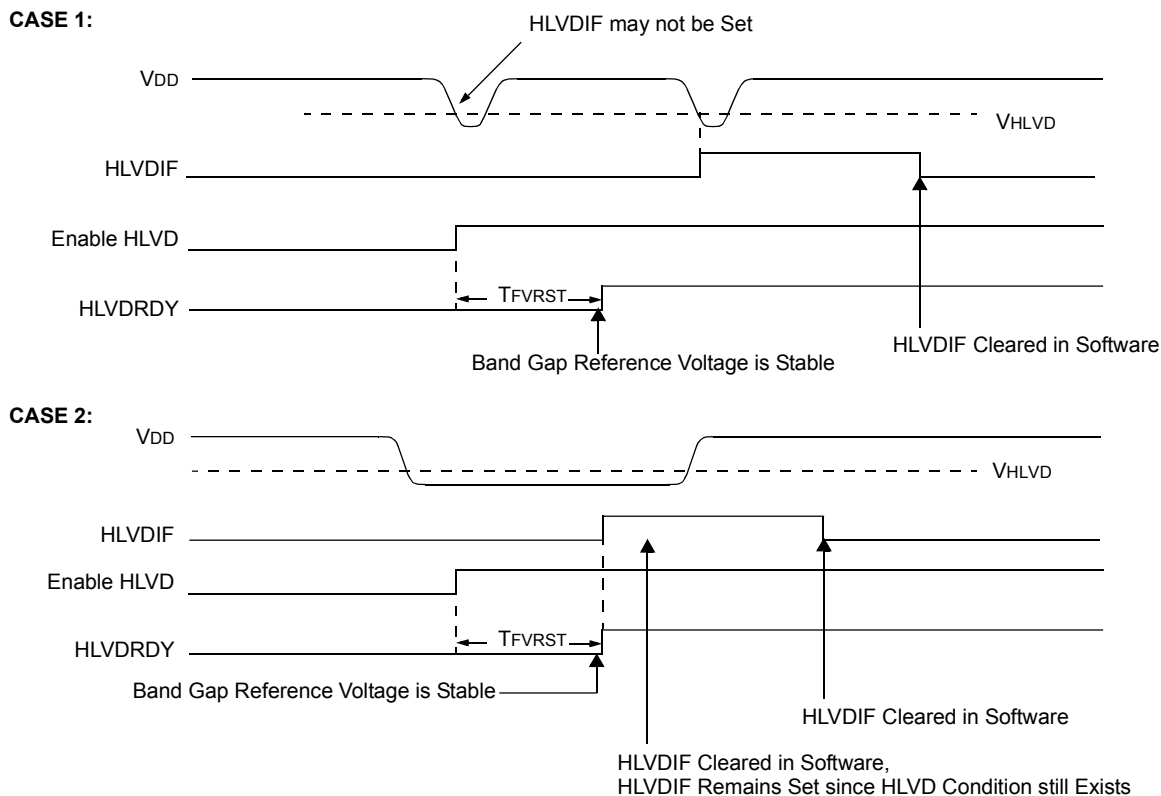 CASE 1:
HLVDIF may not be Set
VDD
VHLVD
HLVDIF
Enable HLVD
TFVRST
HLVDRDY
HLVDIF Cleared in Software
Band Gap Reference Voltage is Stable
CASE 2:
VDD
VHLVD
HLVDIF
Enable HLVD
TFVRST
HLVDRDY
Band Gap Reference Voltage is Stable
HLVDIF Cleared in Software
HLVDIF Cleared in Software,
HLVDIF Remains Set since HLVD Condition still Exists